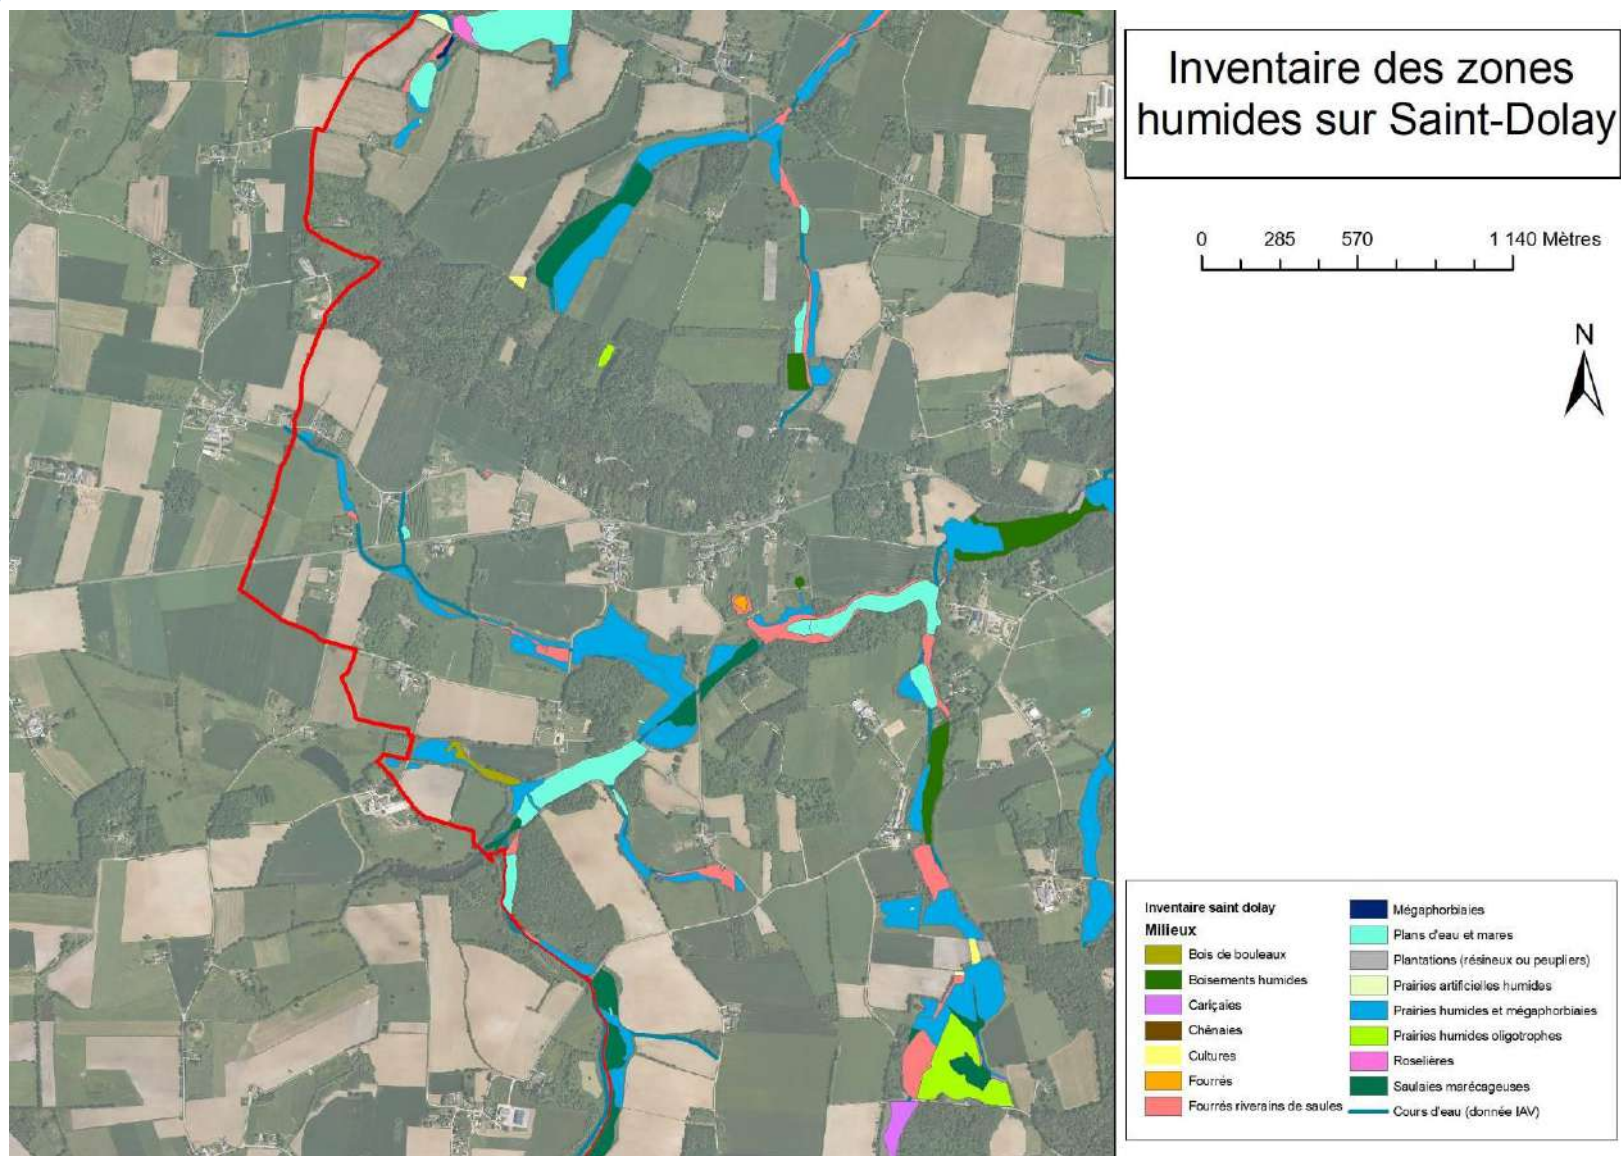 Inventaire des zones
humides sur Saint-Dolay
0 285 570 1 140 Mètres
N
Inventaire saint dolay
Milieux
Bois de bouleaux
Boisements humides
Cariçaies
Chênaies
Cultures
Fourrés
Fourrés riverains de saules
Mégaphorbiaies
Plans d'eau et mares
Plantations (résineux ou peupliers)
Prairies artificielles humides
Prairies humides et mégaphorbiaies
Prairies humides oligotrophes
Roselières
Saulaies marécageuses
Cours d'eau (donnée IAV)